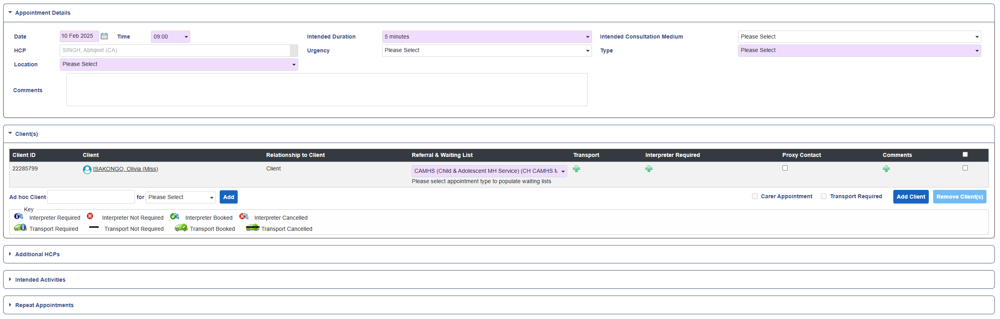 Appointment Details
Date 10 Feb 2025 Time 09:00 Intended Duration 5 minutes Intended Consultation Medium Please Select
HCP SINGH, Abhijeet (CA) Urgency Please Select Type Please Select
Location Please Select
Comments
Client(s)
Client ID Client Relationship to Client Referral & Waiting List Transport Interpreter Required Proxy Contact Comments
22285799 ISAKONGO, Olivia (Miss) Client CAMHS (Child & Adolescent MH Service) (CH CAMHS
Please select appointment type to populate waiting lists
Ad hoc Client for Please Select Add Carer Appointment Transport Required Add Client Remove Client(s)
Key
Interpreter Required Interpreter Not Required Interpreter Booked Interpreter Cancelled
Transport Required Transport Not Required Transport Booked Transport Cancelled
Additional HCPs
Intended Activities
Repeat Appointments